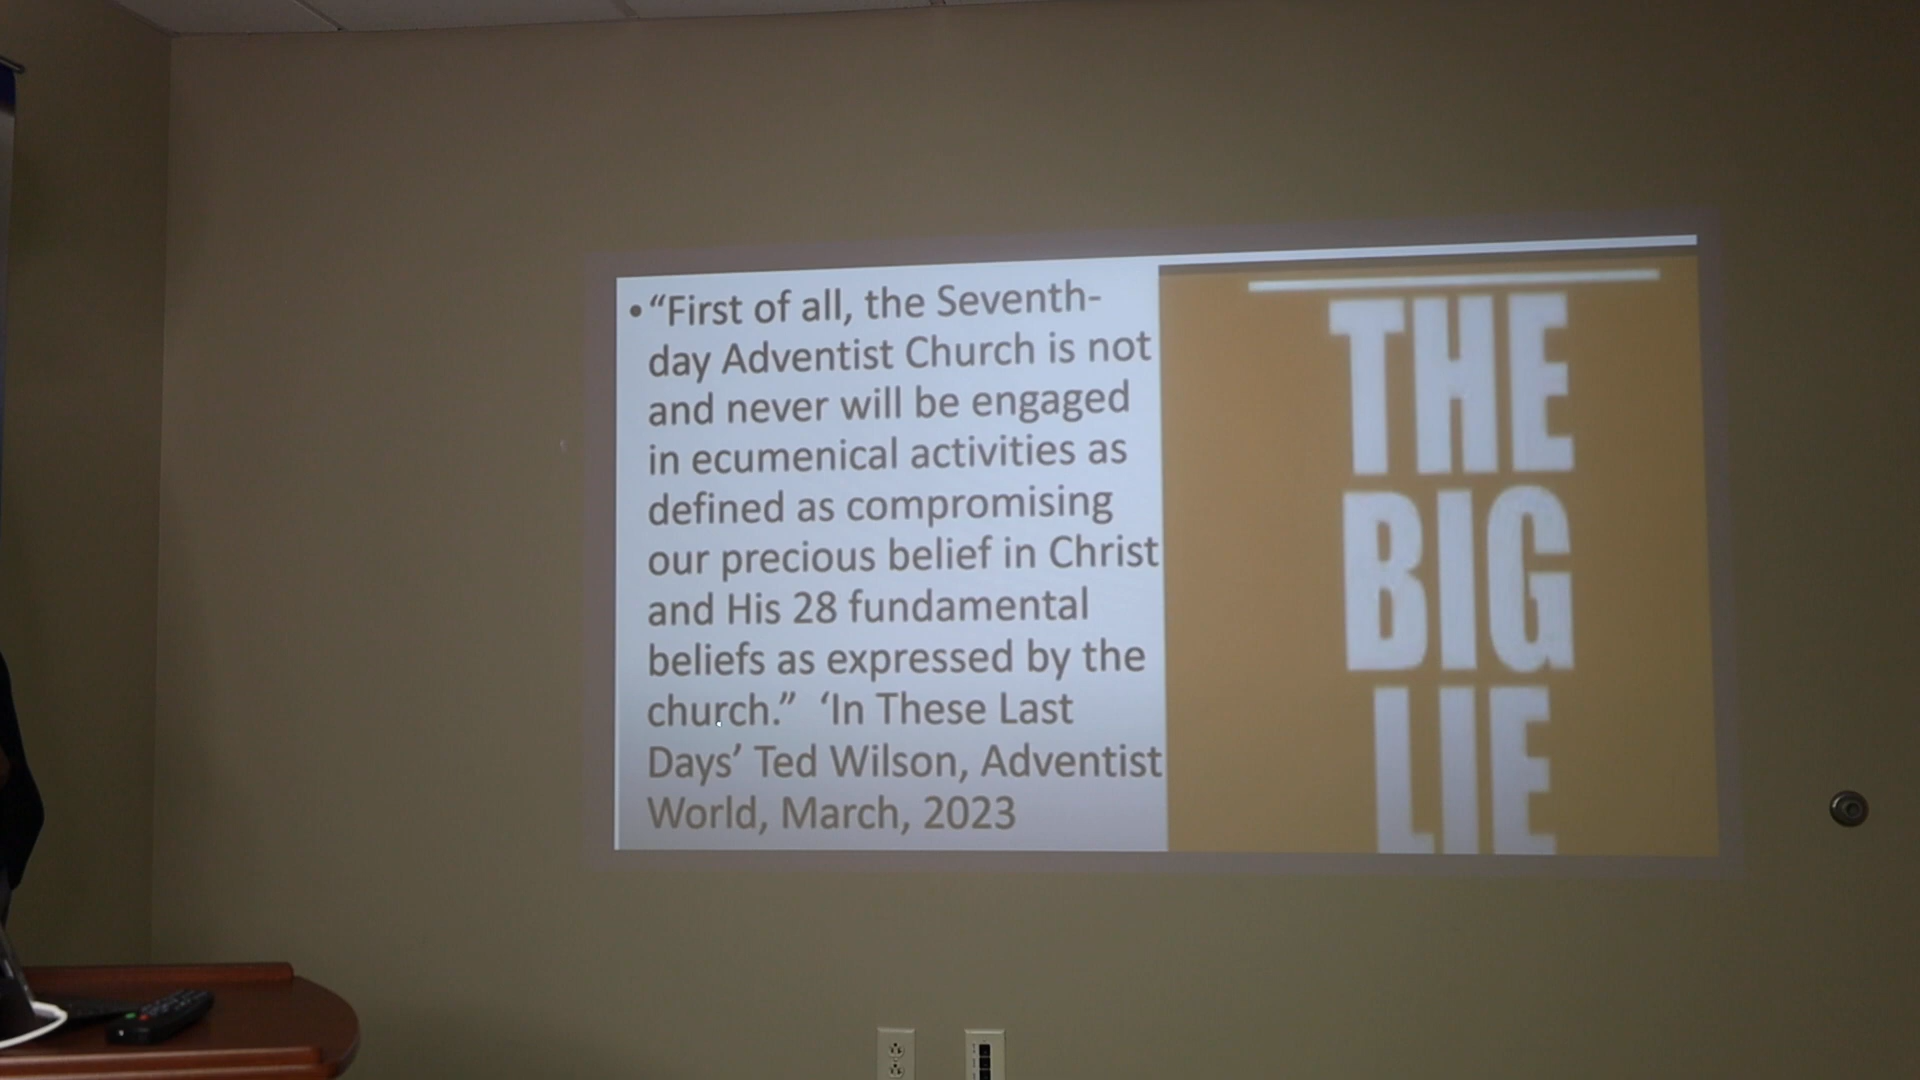 • “First of all, the Seventh-
day Adventist Church is not
and never will be engaged
in ecumenical activities as
defined as compromising
our precious belief in Christ
and His 28 fundamental
beliefs as expressed by the
church.” ‘In These Last
Days’ Ted Wilson, Adventist
World, March, 2023
THE
BIG
LIE